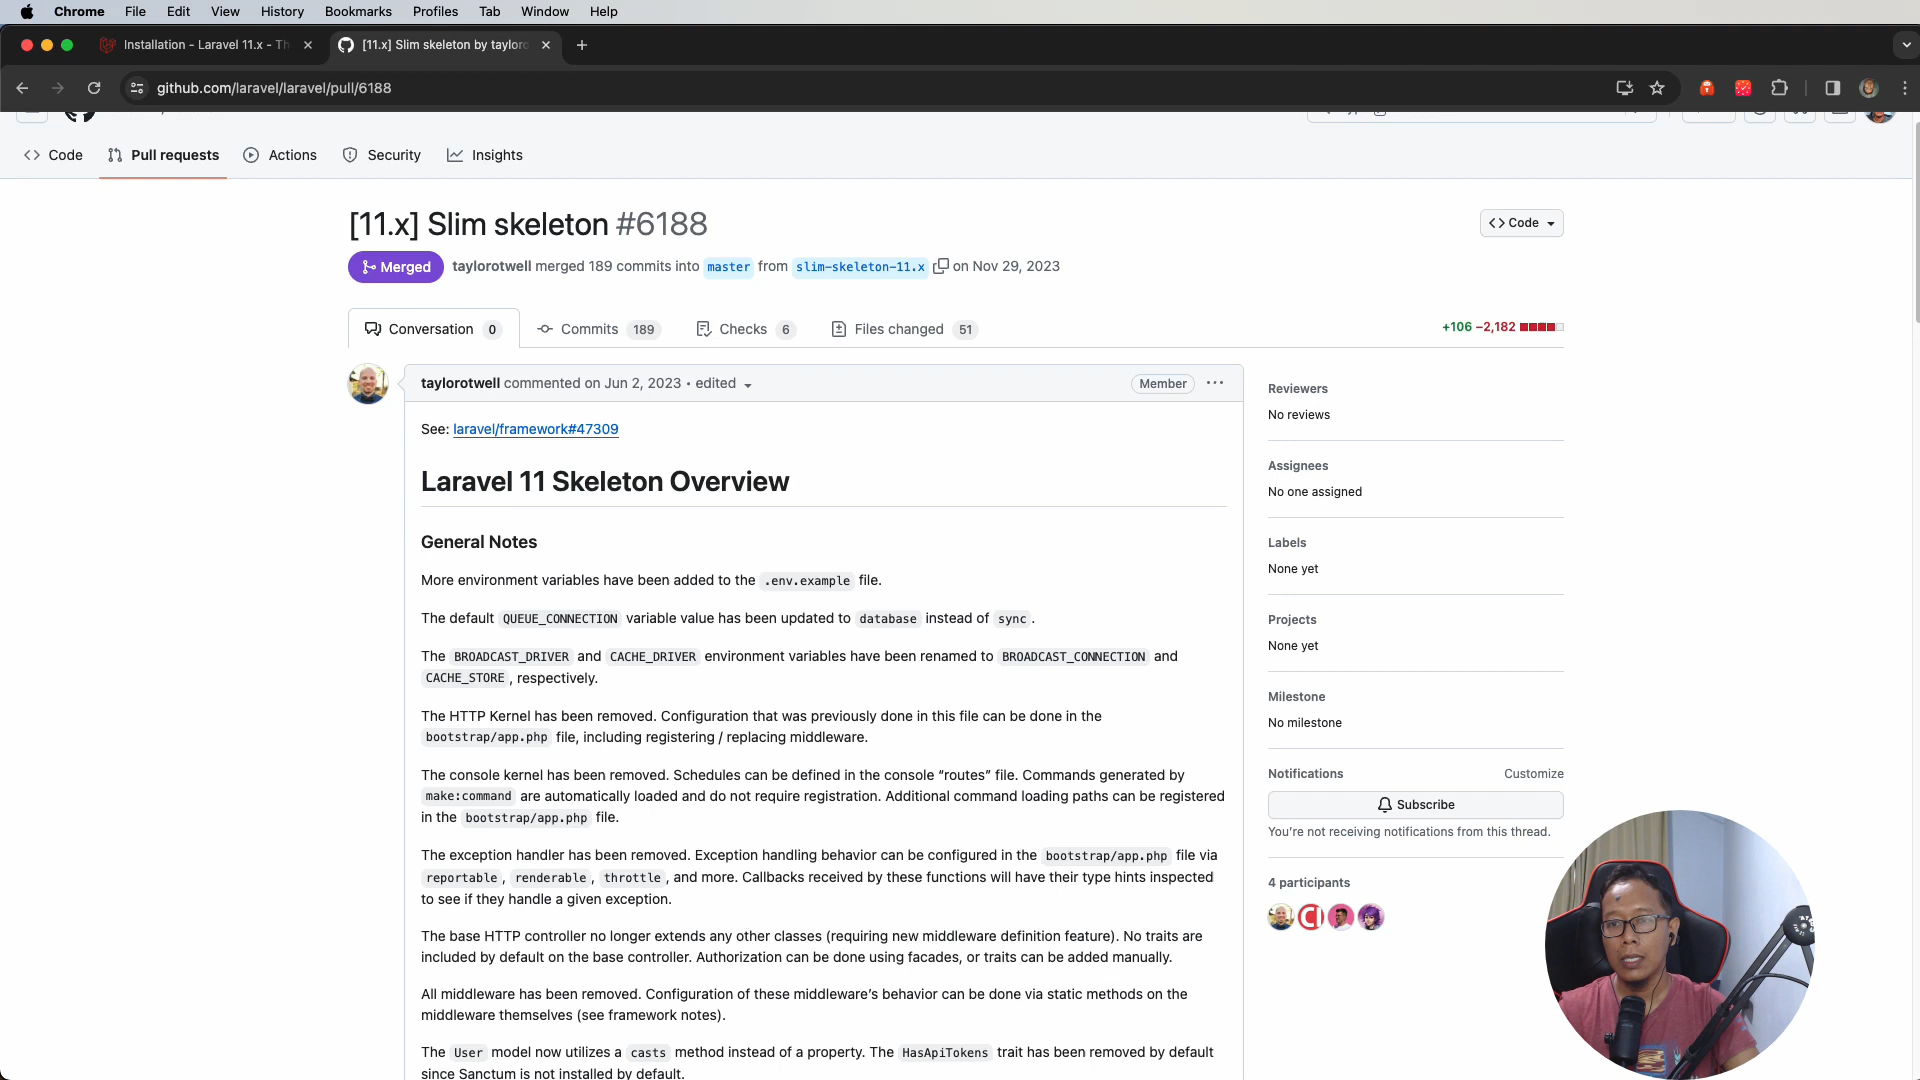 Chrome File Edit View History Bookmarks Profiles Tab Window Help
Installation - Laravel 11.x - Th
[11.x] Slim skeleton by tayloro
github.com/laravel/laravel/pull/6188
Code
Pull requests
Actions
Security
Insights
[11.x] Slim skeleton #6188
Code
Merged
taylorotwell merged 189 commits into master from slim-skeleton-11.x on Nov 29, 2023
Conversation 0
Commits 189
Checks 6
Files changed 51
+106 −2,182
taylorotwell commented on Jun 2, 2023 • edited
Member
See: laravel/framework#47309
Laravel 11 Skeleton Overview
General Notes
More environment variables have been added to the .env.example file.
The default QUEUE_CONNECTION variable value has been updated to database instead of sync.
The BROADCAST_DRIVER and CACHE_DRIVER environment variables have been renamed to BROADCAST_CONNECTION and
CACHE_STORE, respectively.
The HTTP Kernel has been removed. Configuration that was previously done in this file can be done in the
bootstrap/app.php file, including registering / replacing middleware.
The console kernel has been removed. Schedules can be defined in the console “routes” file. Commands generated by
make:command are automatically loaded and do not require registration. Additional command loading paths can be registered
in the bootstrap/app.php file.
The exception handler has been removed. Exception handling behavior can be configured in the bootstrap/app.php file via
reportable, renderable, throttle, and more. Callbacks received by these functions will have their type hints inspected
to see if they handle a given exception.
The base HTTP controller no longer extends any other classes (requiring new middleware definition feature). No traits are
included by default on the base controller. Authorization can be done using facades, or traits can be added manually.
All middleware has been removed. Configuration of these middleware’s behavior can be done via static methods on the
middleware themselves (see framework notes).
The User model now utilizes a casts method instead of a property. The HasApiTokens trait has been removed by default
since Sanctum is not installed by default.
Reviewers
No reviews
Assignees
No one assigned
Labels
None yet
Projects
None yet
Milestone
No milestone
Notifications
Customize
Subscribe
You’re not receiving notifications from this thread.
4 participants